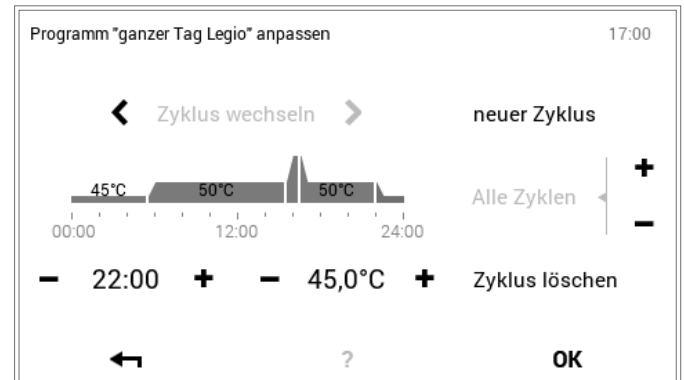 Programm "ganzer Tag Legio" anpassen 17:00
Zyklus wechseln neuer Zyklus
45°C 50°C 50°C
Alle Zyklen
00:00 12:00 24:00
22:00 45,0°C Zyklus löschen
? OK